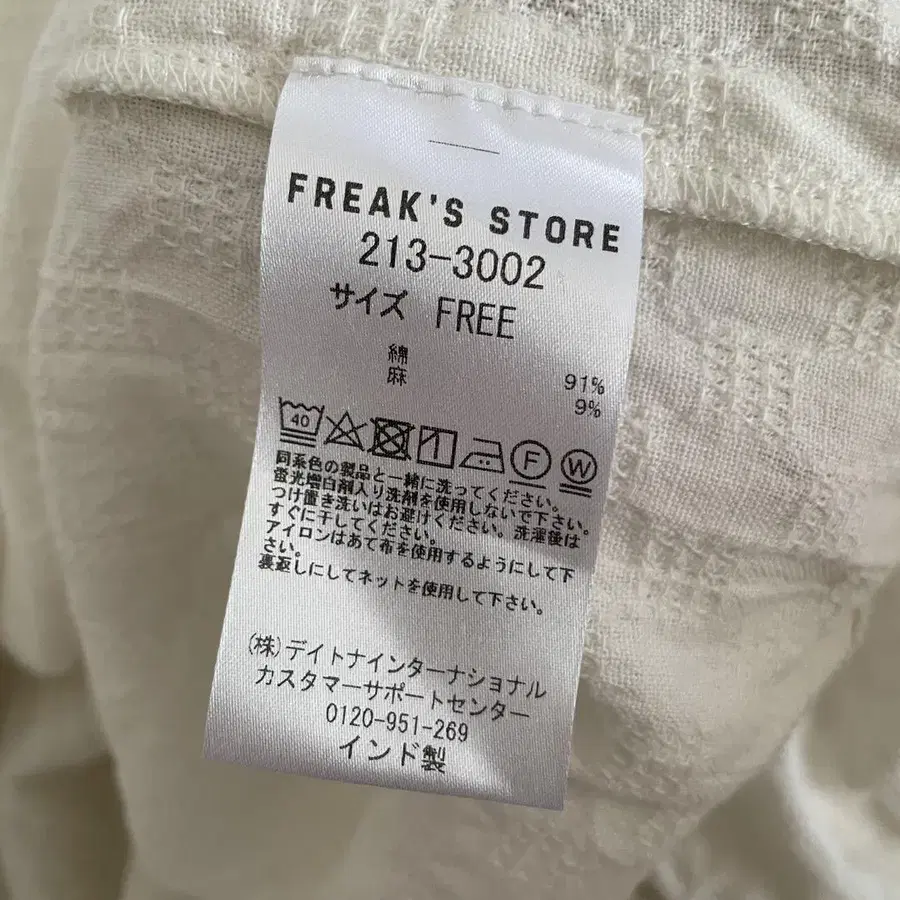 FREAK'S STORE
213-3002
サイズ FREE
綿 91%
麻 9%
40 F W
同系色の製品と一緒に洗ってください。
蛍光増白剤入り洗剤を使用しないで下さい。
つけ置き洗いはお避けください。洗濯後は
すぐに干してください。
アイロンはあて布を使用するようにして下
さい。
裏返しにしてネットを使用して下さい。
(株)デイトナインターナショナル
カスタマーサポートセンター
0120-951-269
インド製